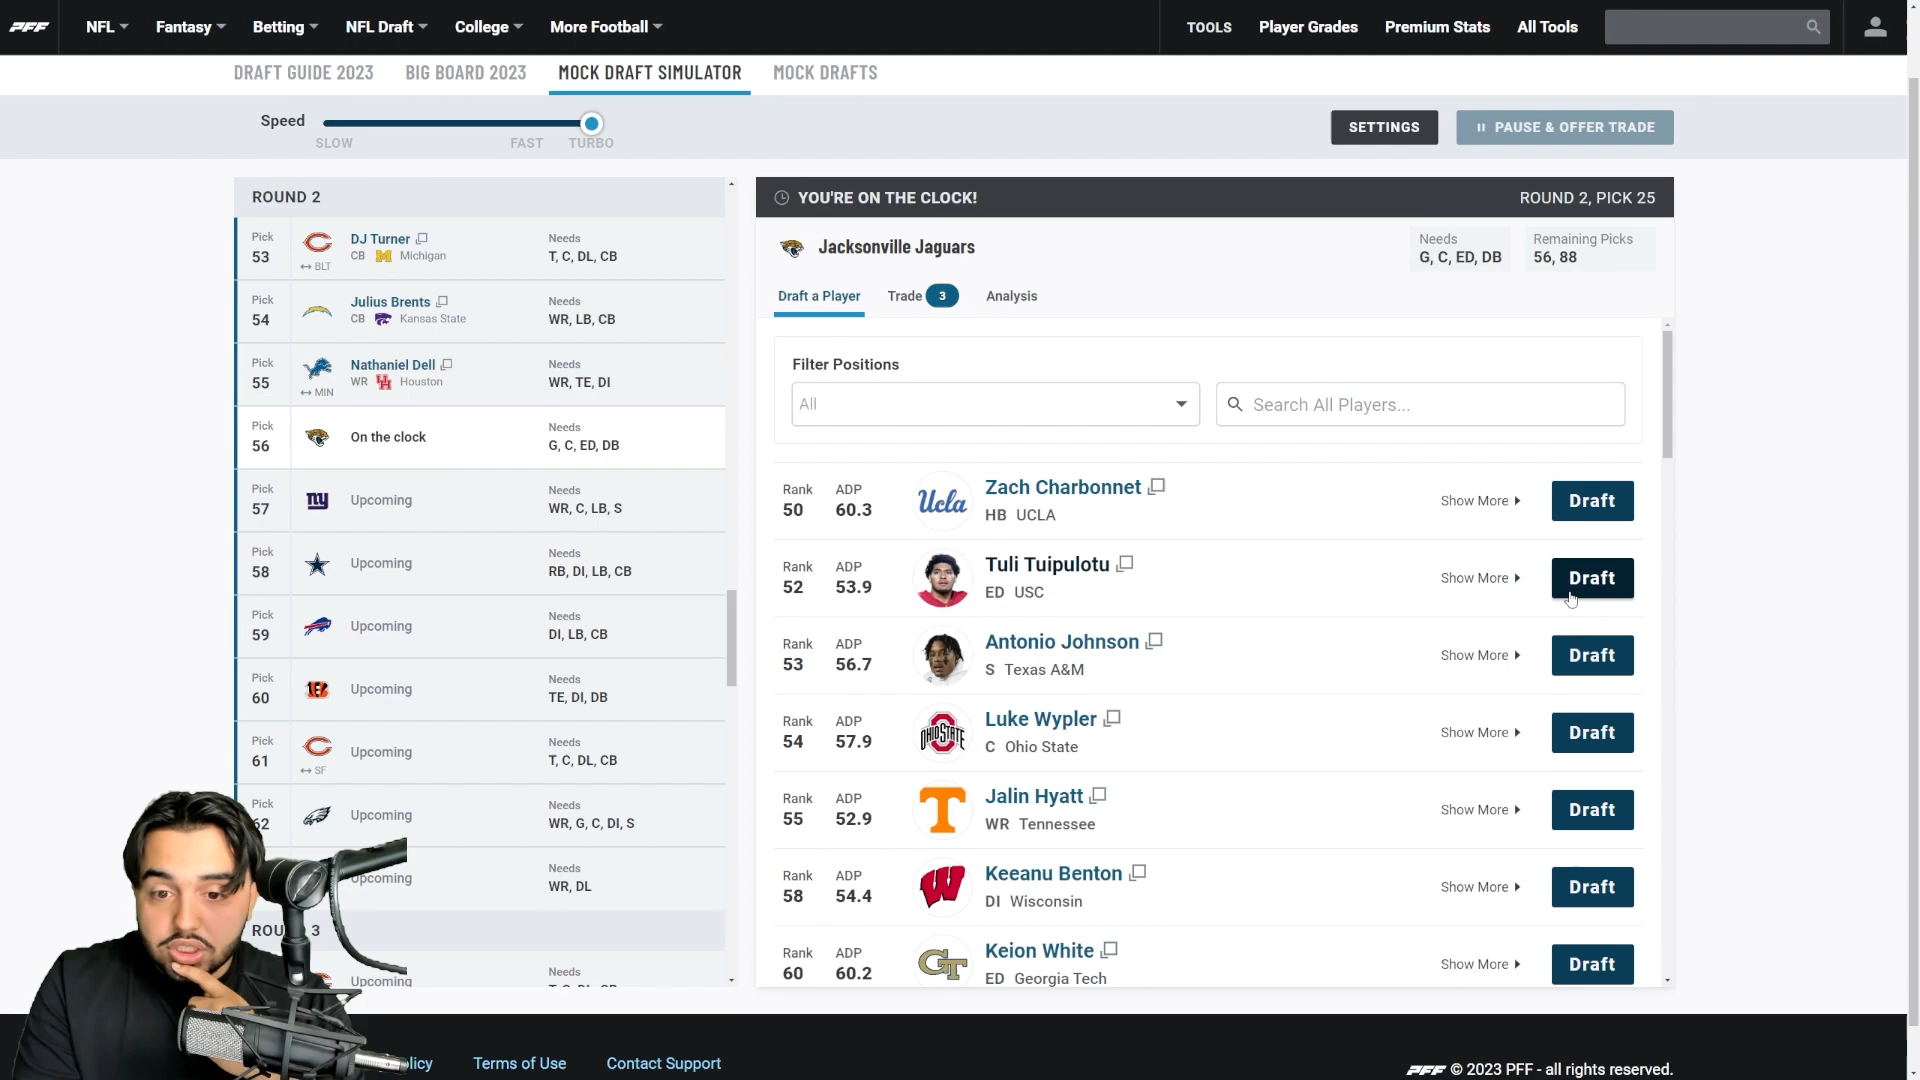 PFF
NFL
Fantasy
Betting
NFL Draft
College
More Football
TOOLS
Player Grades
Premium Stats
All Tools
DRAFT GUIDE 2023
BIG BOARD 2023
MOCK DRAFT SIMULATOR
MOCK DRAFTS
Speed
SLOW
FAST
TURBO
SETTINGS
PAUSE & OFFER TRADE
ROUND 2
Pick
53
↔ BLT
DJ Turner
CB Michigan
Needs
T, C, DL, CB
Pick
54
Julius Brents
CB Kansas State
Needs
WR, LB, CB
Pick
55
↔ MIN
Nathaniel Dell
WR Houston
Needs
WR, TE, DI
Pick
56
On the clock
Needs
G, C, ED, DB
Pick
57
ny
Upcoming
Needs
WR, C, LB, S
Pick
58
Upcoming
Needs
RB, DI, LB, CB
Pick
59
Upcoming
Needs
DI, LB, CB
Pick
60
Upcoming
Needs
TE, DI, DB
Pick
61
↔ SF
Upcoming
Needs
T, C, DL, CB
Pick
62
Upcoming
Needs
WR, G, C, DI, S
Upcoming
Needs
WR, DL
ROU 3
Upcoming
Needs
YOU'RE ON THE CLOCK!
ROUND 2, PICK 25
Jacksonville Jaguars
Needs
G, C, ED, DB
Remaining Picks
56, 88
Draft a Player
Trade 3
Analysis
Filter Positions
All
Search All Players...
Rank
50
ADP
60.3
Ucla
Zach Charbonnet
HB UCLA
Show More
Draft
Rank
52
ADP
53.9
Tuli Tuipulotu
ED USC
Show More
Draft
Rank
53
ADP
56.7
Antonio Johnson
S Texas A&M
Show More
Draft
Rank
54
ADP
57.9
OHIO STATE
Luke Wypler
C Ohio State
Show More
Draft
Rank
55
ADP
52.9
T
Jalin Hyatt
WR Tennessee
Show More
Draft
Rank
58
ADP
54.4
W
Keeanu Benton
DI Wisconsin
Show More
Draft
Rank
60
ADP
60.2
GT
Keion White
ED Georgia Tech
Show More
Draft
licy
Terms of Use
Contact Support
PFF © 2023 PFF - all rights reserved.